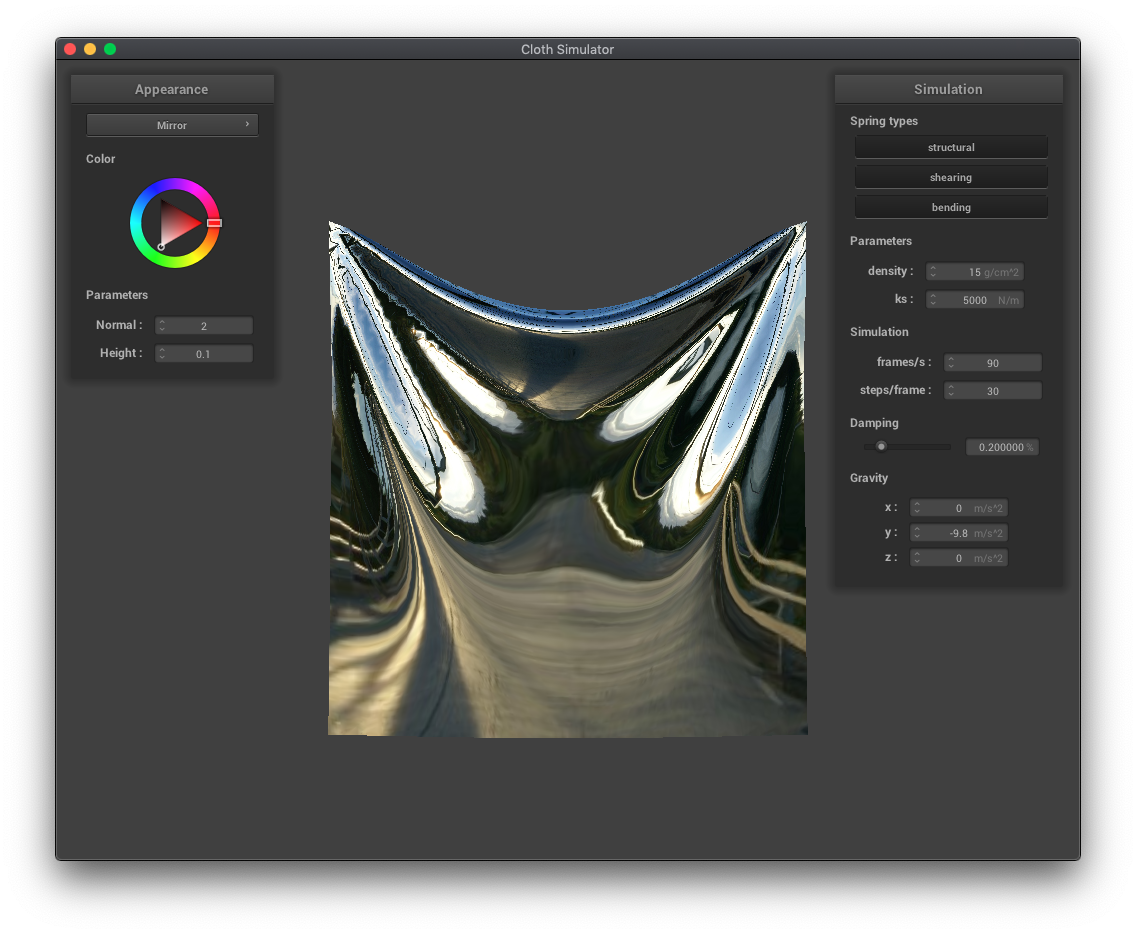 Cloth Simulator
Appearance
Mirror ›
Color
Parameters
Normal : 2
Height : 0.1
Simulation
Spring types
structural
shearing
bending
Parameters
density : 15 g/cm^2
ks : 5000 N/m
Simulation
frames/s : 90
steps/frame : 30
Damping
0.200000 %
Gravity
x : 0 m/s^2
y : -9.8 m/s^2
z : 0 m/s^2